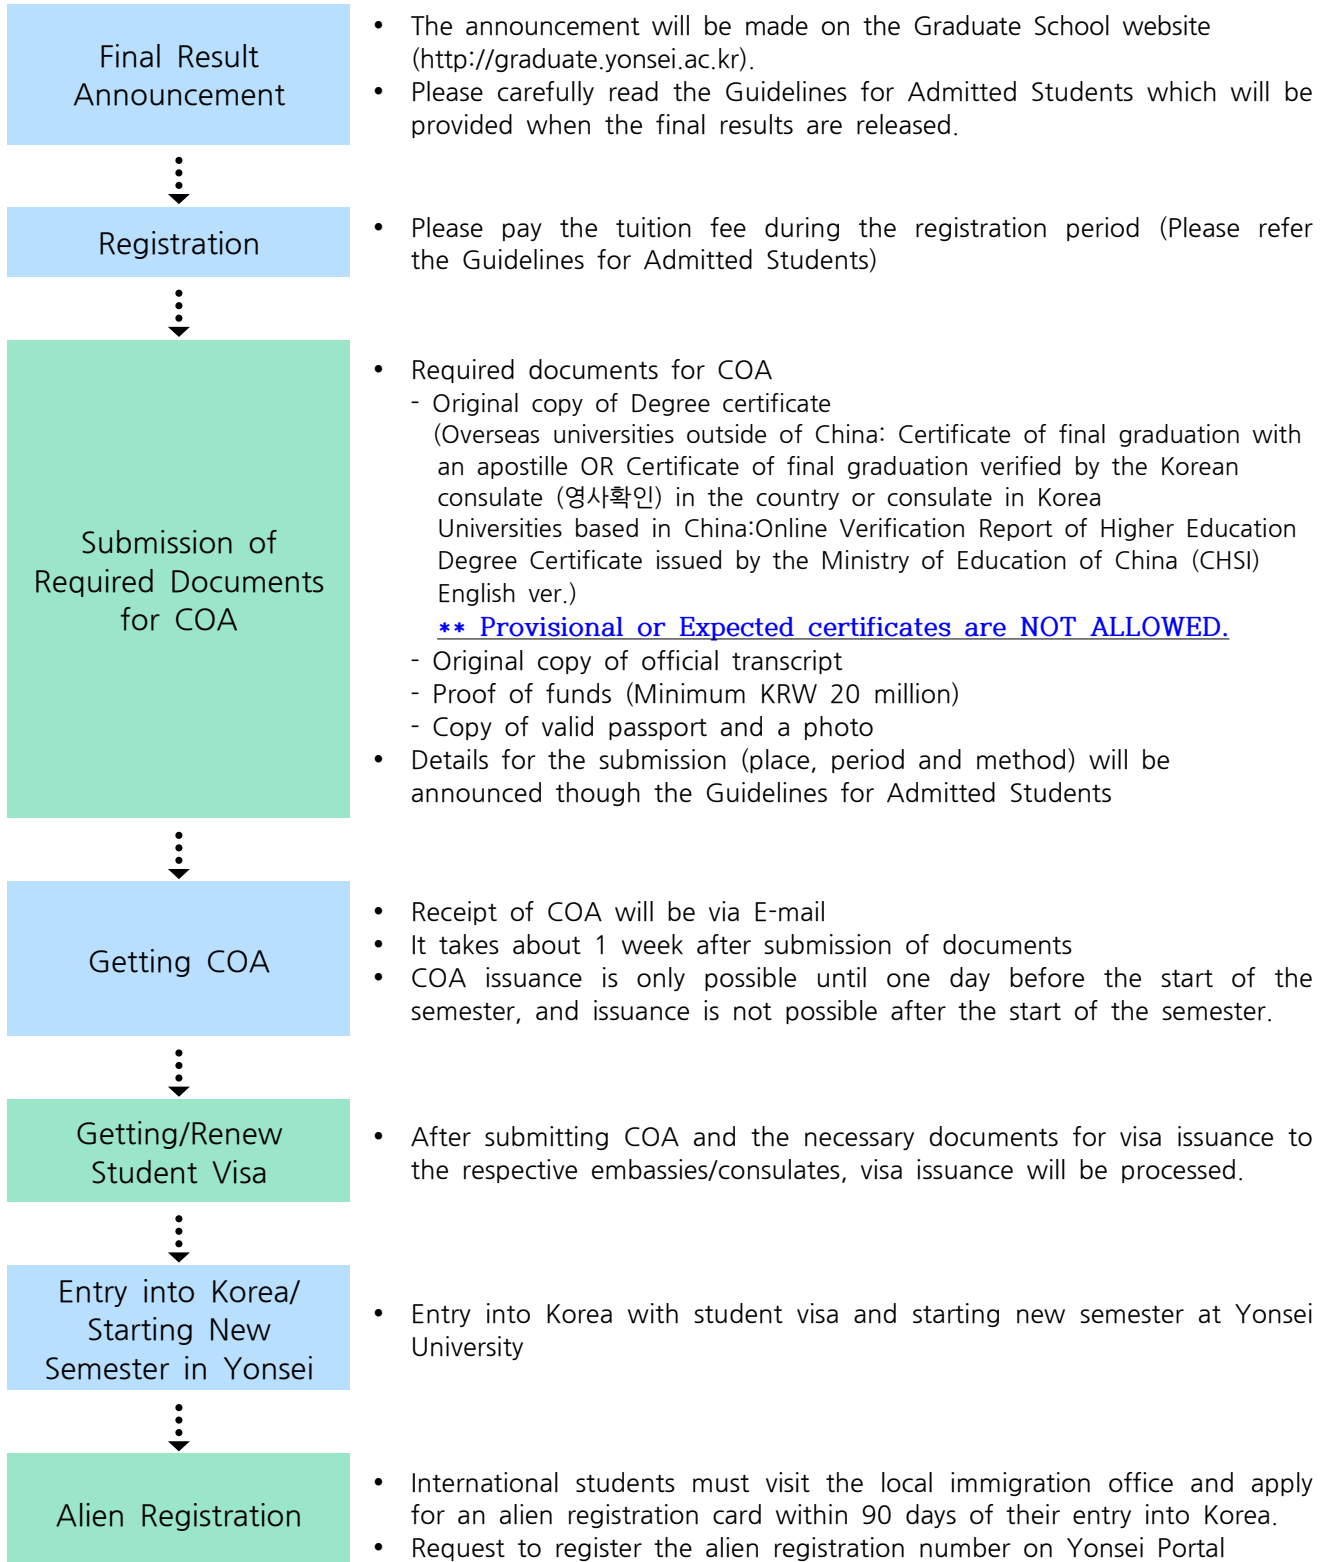 Final Result
Announcement
• The announcement will be made on the Graduate School website
(http://graduate.yonsei.ac.kr).
• Please carefully read the Guidelines for Admitted Students which will be
provided when the final results are released.
Registration
• Please pay the tuition fee during the registration period (Please refer
the Guidelines for Admitted Students)
Submission of
Required Documents
for COA
• Required documents for COA
- Original copy of Degree certificate
(Overseas universities outside of China: Certificate of final graduation with
an apostille OR Certificate of final graduation verified by the Korean
consulate (영사확인) in the country or consulate in Korea
Universities based in China:Online Verification Report of Higher Education
Degree Certificate issued by the Ministry of Education of China (CHSI)
English ver.)
** Provisional or Expected certificates are NOT ALLOWED.
- Original copy of official transcript
- Proof of funds (Minimum KRW 20 million)
- Copy of valid passport and a photo
• Details for the submission (place, period and method) will be
announced though the Guidelines for Admitted Students
Getting COA
• Receipt of COA will be via E-mail
• It takes about 1 week after submission of documents
• COA issuance is only possible until one day before the start of the
semester, and issuance is not possible after the start of the semester.
Getting/Renew
Student Visa
• After submitting COA and the necessary documents for visa issuance to
the respective embassies/consulates, visa issuance will be processed.
Entry into Korea/
Starting New
Semester in Yonsei
• Entry into Korea with student visa and starting new semester at Yonsei
University
Alien Registration
• International students must visit the local immigration office and apply
for an alien registration card within 90 days of their entry into Korea.
• Request to register the alien registration number on Yonsei Portal